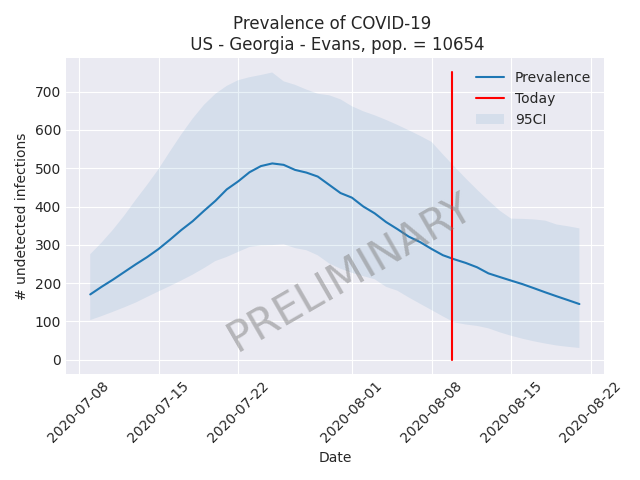 Prevalence of COVID-19
US - Georgia - Evans, pop. = 10654
Prevalence
Today
95CI
# undetected infections
700
600
500
400
300
200
100
0
PRELIMINARY
2020-07-08
2020-07-15
2020-07-22
2020-08-01
2020-08-08
2020-08-15
2020-08-22
Date